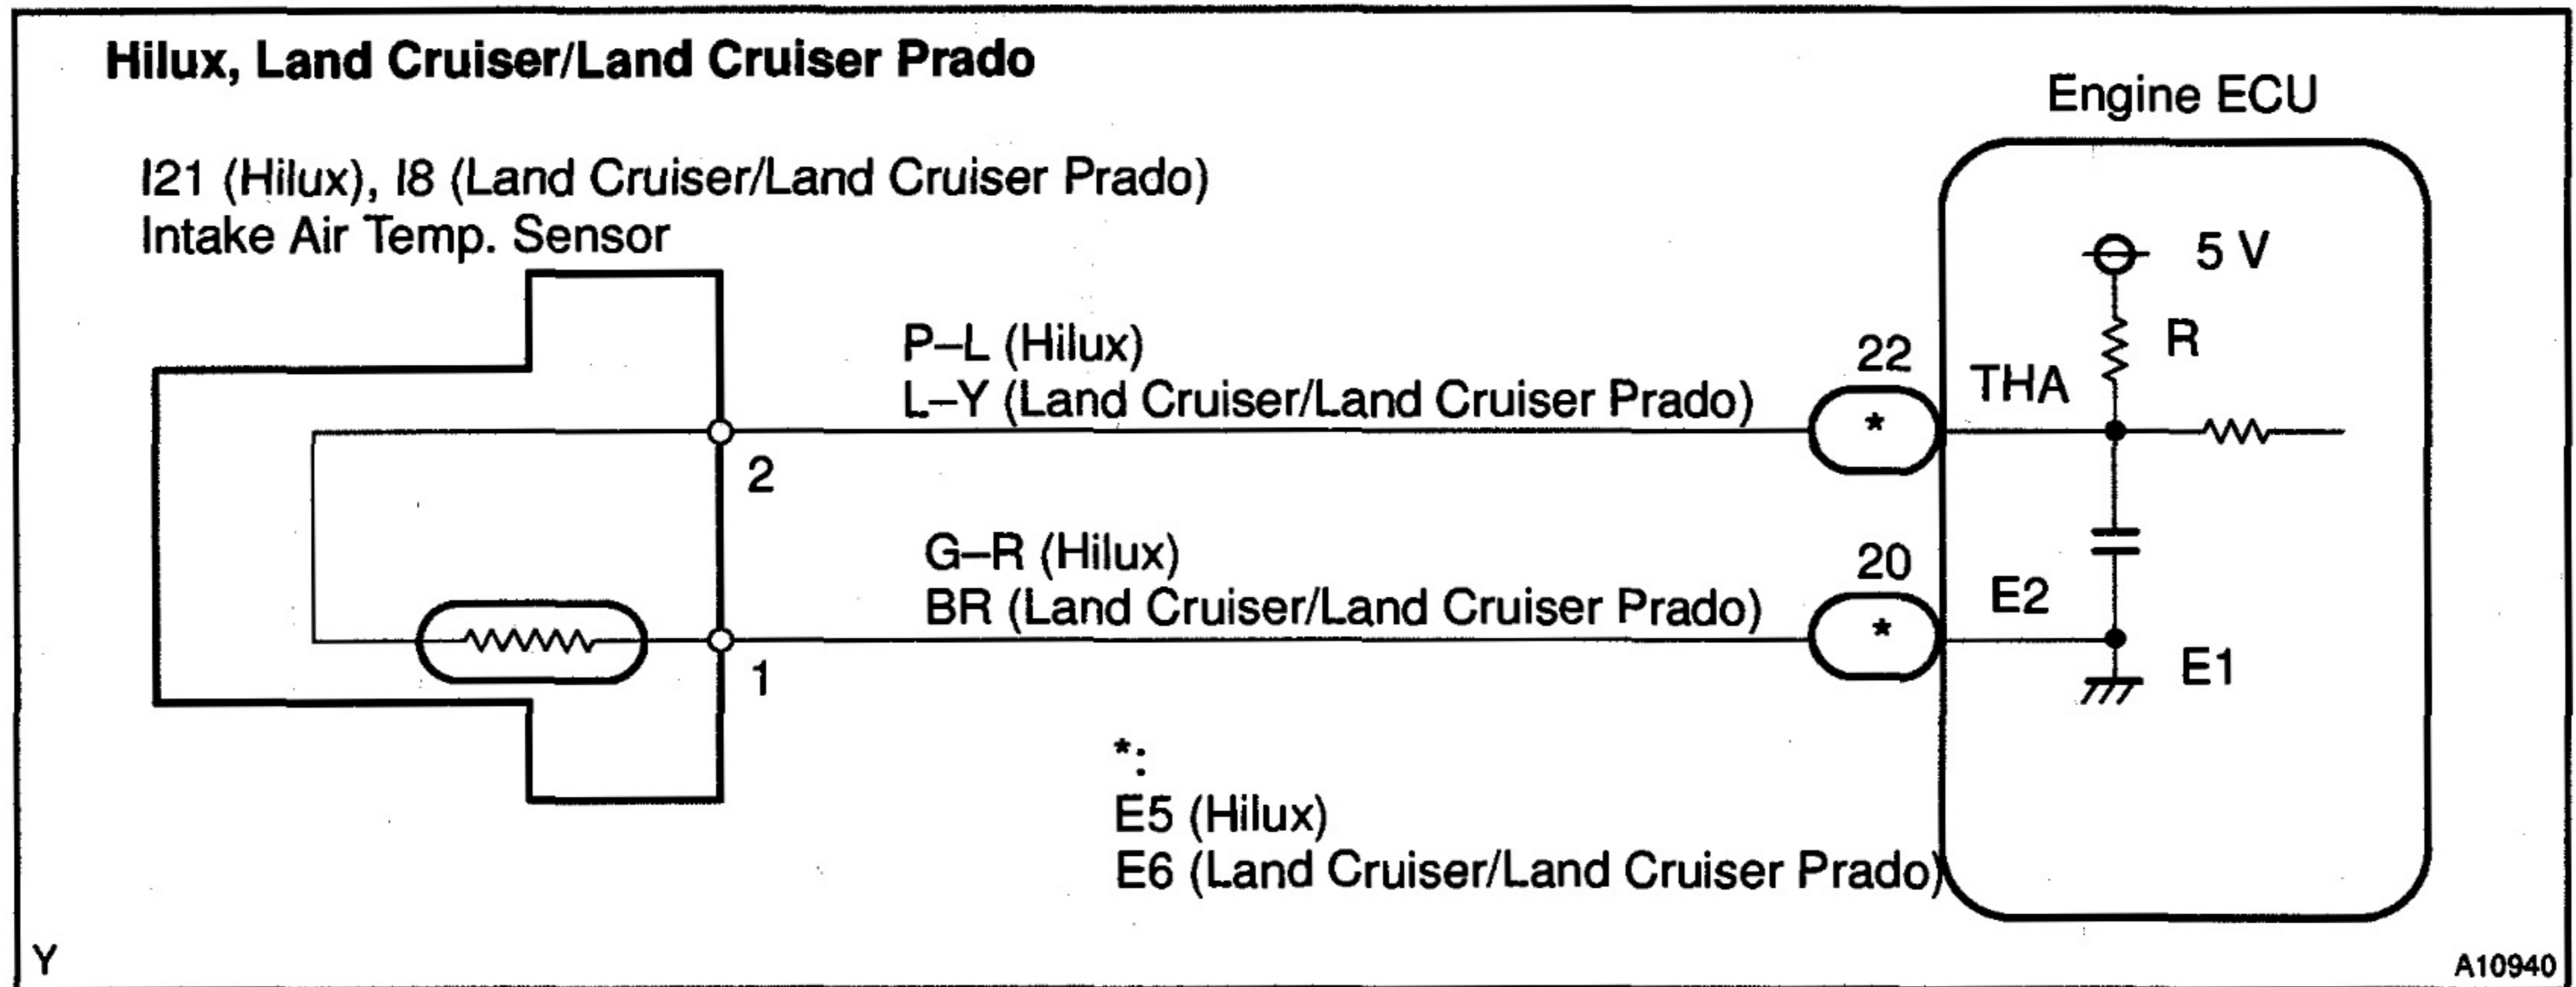 Hilux, Land Cruiser/Land Cruiser Prado
Engine ECU
I21 (Hilux), I8 (Land Cruiser/Land Cruiser Prado)
Intake Air Temp. Sensor
5 V
R
P–L (Hilux)
L–Y (Land Cruiser/Land Cruiser Prado)
22
*
THA
2
G–R (Hilux)
BR (Land Cruiser/Land Cruiser Prado)
20
*
E2
1
E1
*:
E5 (Hilux)
E6 (Land Cruiser/Land Cruiser Prado)
Y
A10940